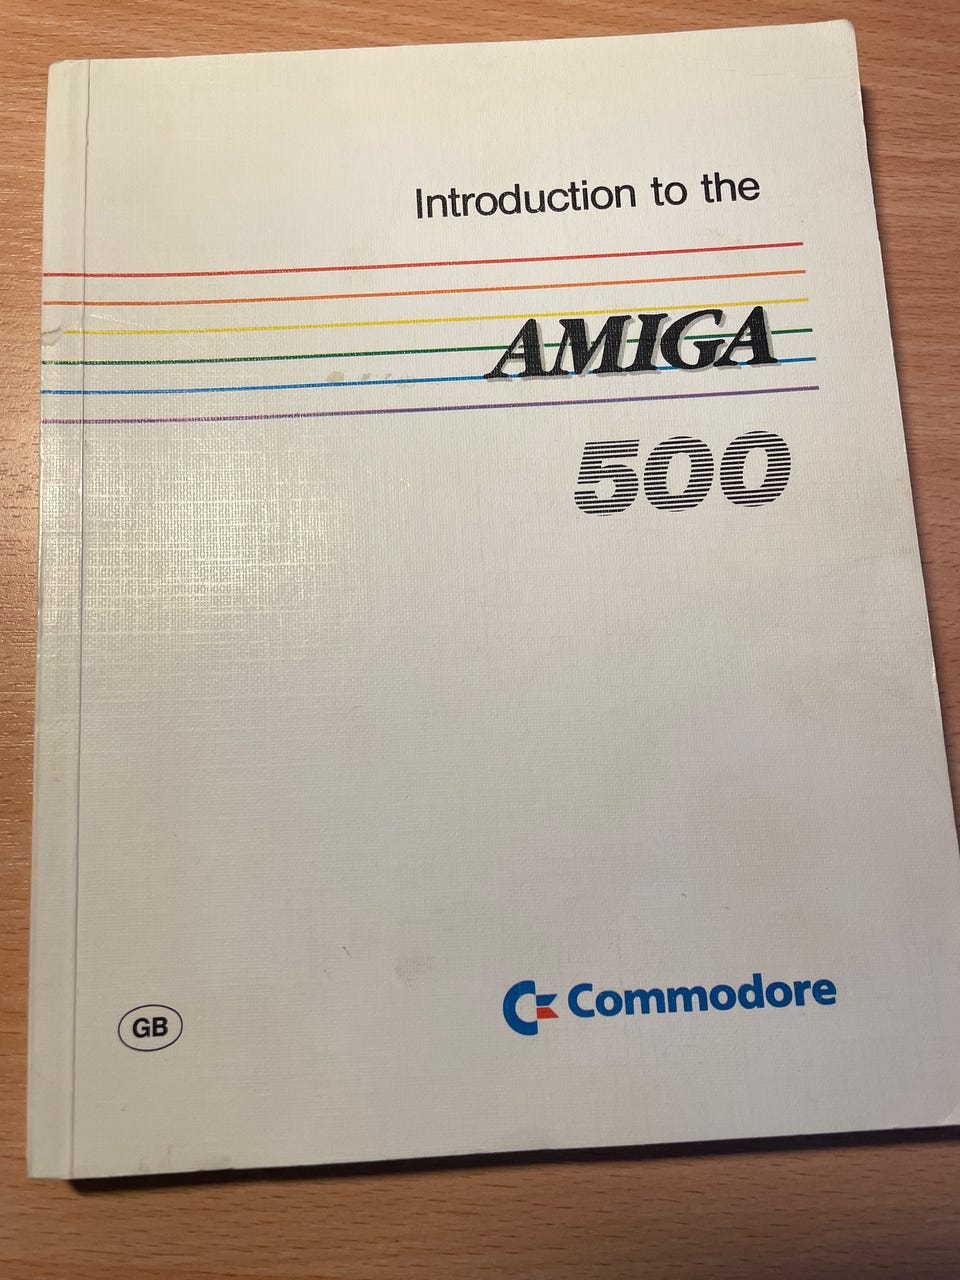 Introduction to the
AMIGA
500
GB
Commodore